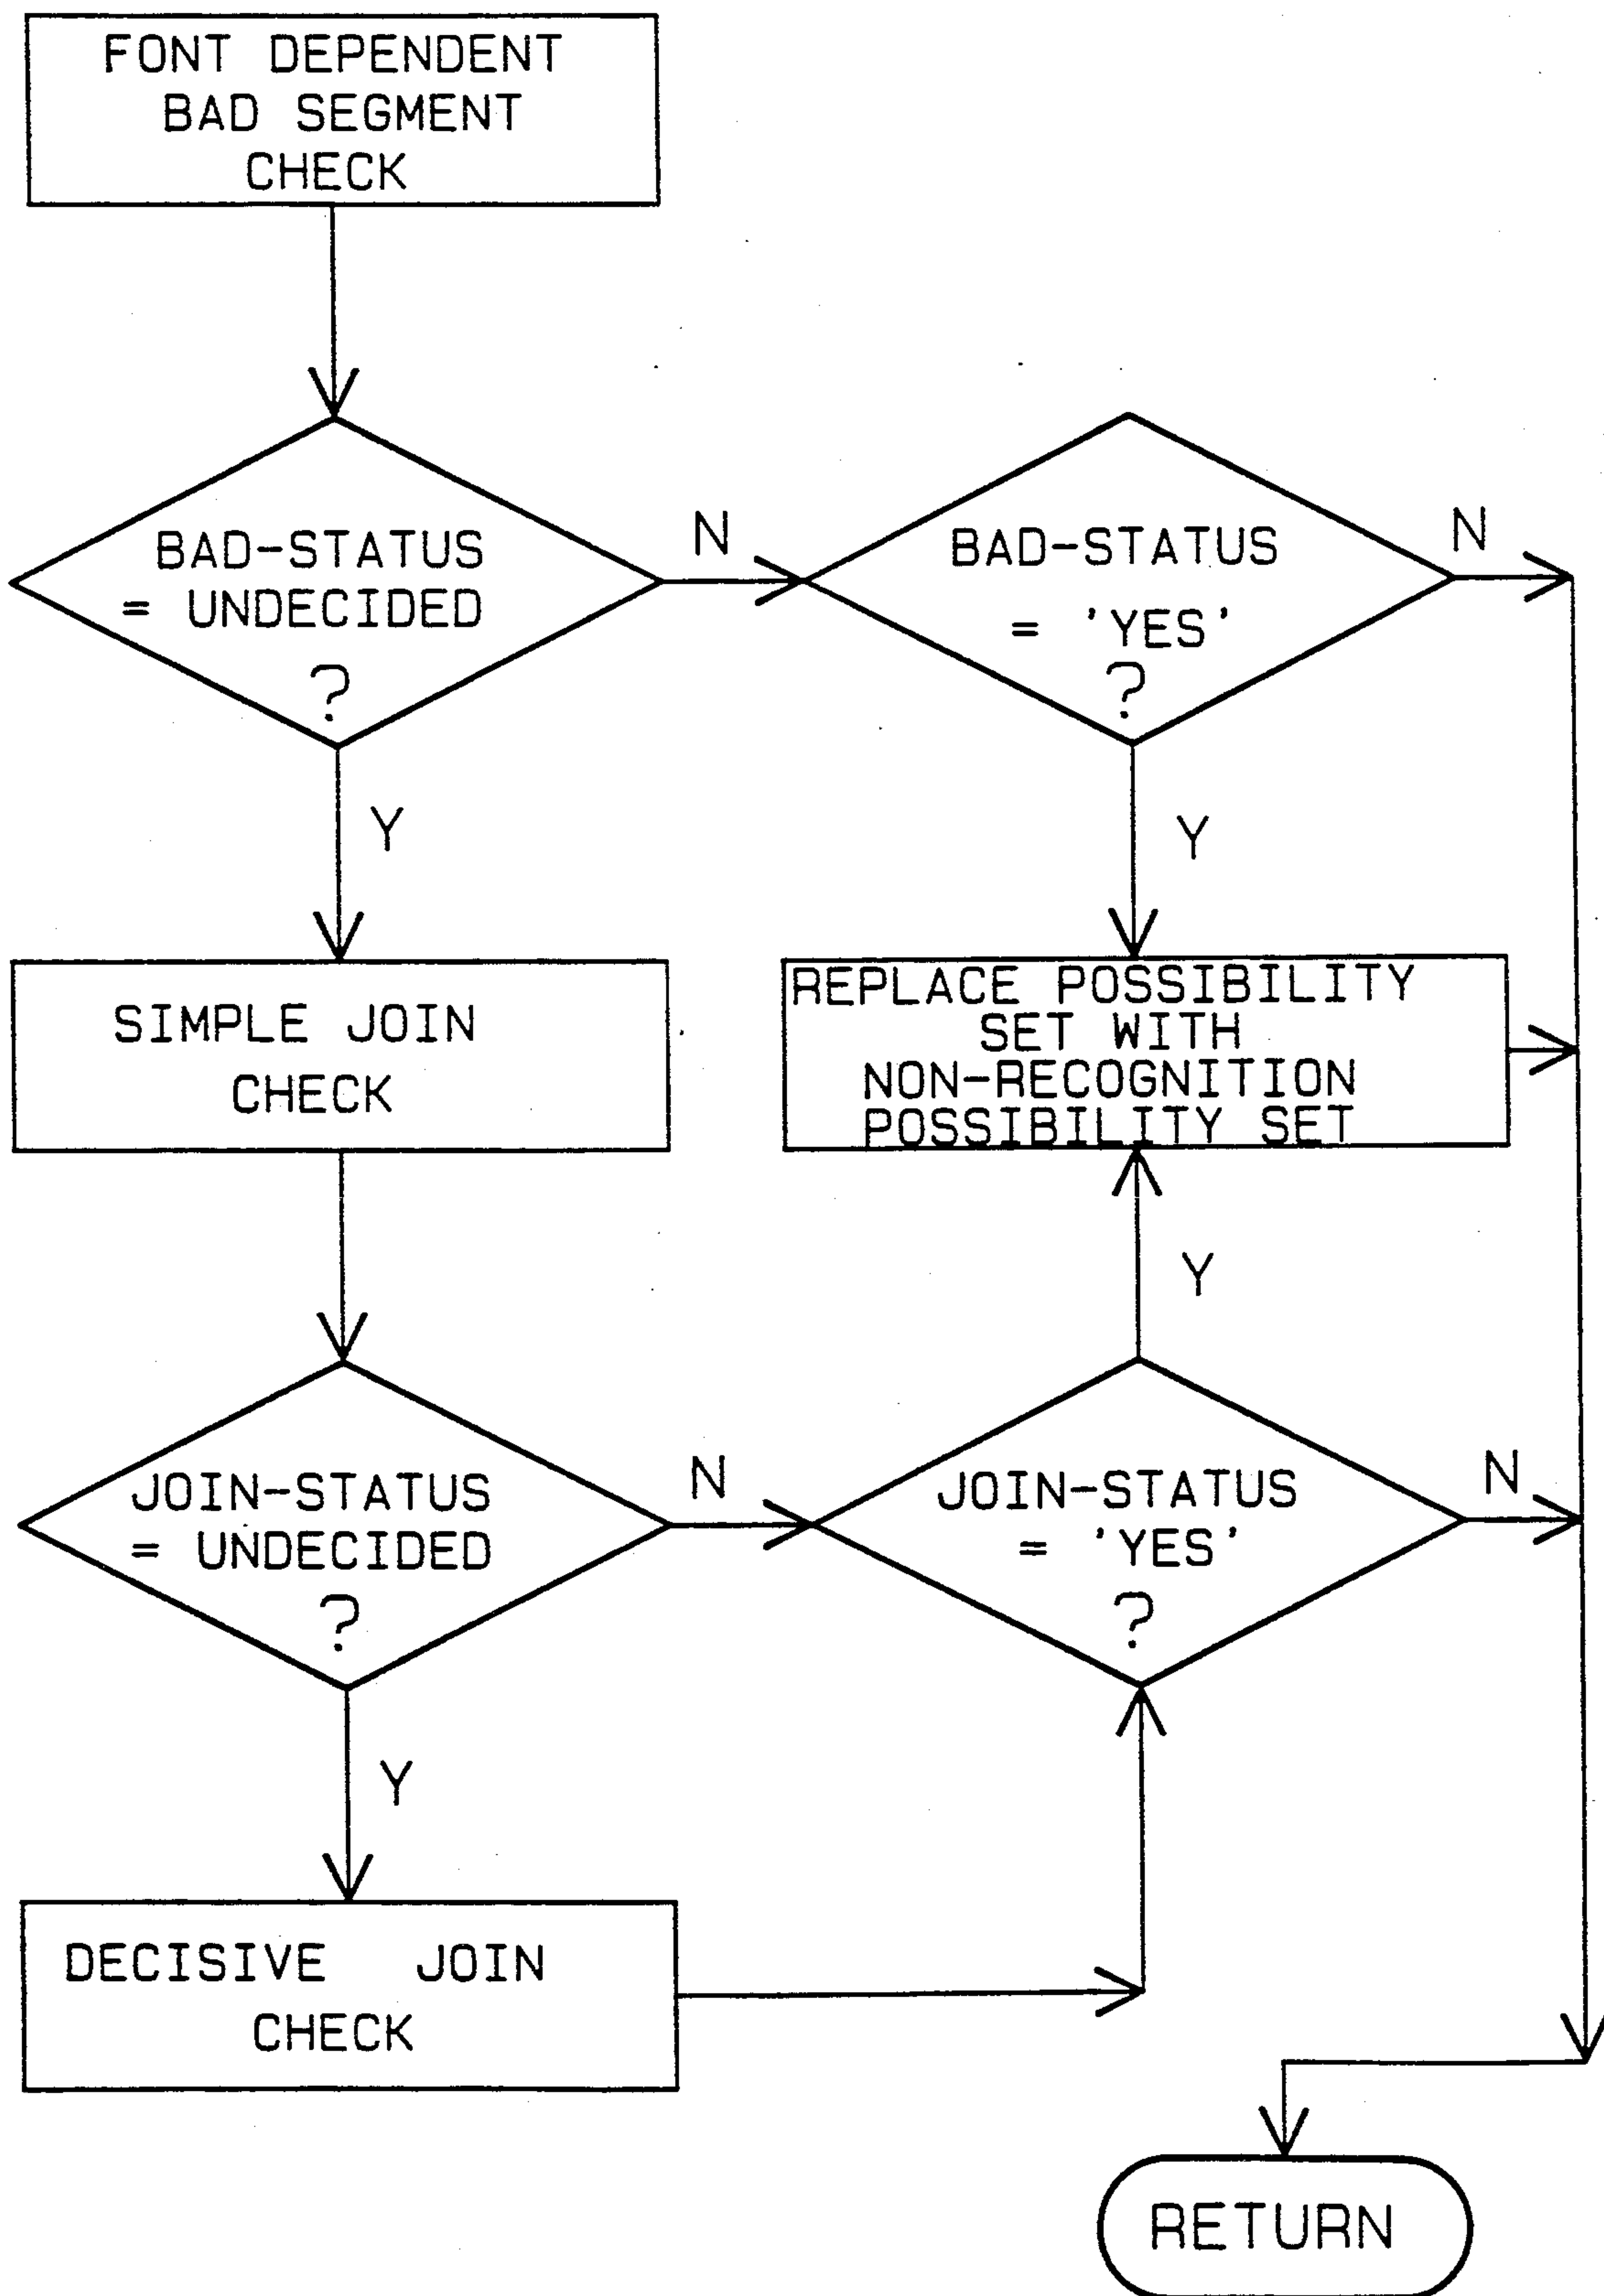 FONT DEPENDENT
BAD SEGMENT
CHECK
BAD-STATUS
= UNDECIDED
?
N
BAD-STATUS
= 'YES'
?
N
Y
Y
SIMPLE JOIN
CHECK
REPLACE POSSIBILITY
SET WITH
NON-RECOGNITION
POSSIBILITY SET
Y
JOIN-STATUS
= UNDECIDED
?
N
JOIN-STATUS
= 'YES'
?
N
Y
DECISIVE JOIN
CHECK
RETURN